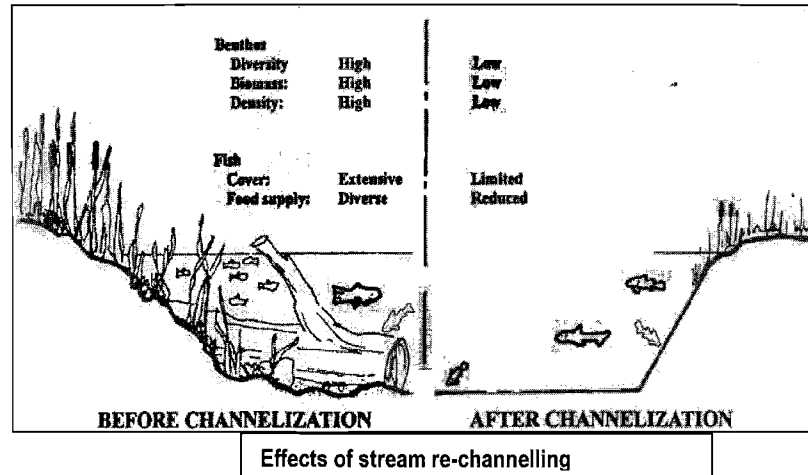 Benthos
Diversity High Low
Biomass: High Low
Density: High Low
Fish
Cover: Extensive Limited
Food supply: Diverse Reduced
BEFORE CHANNELIZATION AFTER CHANNELIZATION
Effects of stream re-channelling